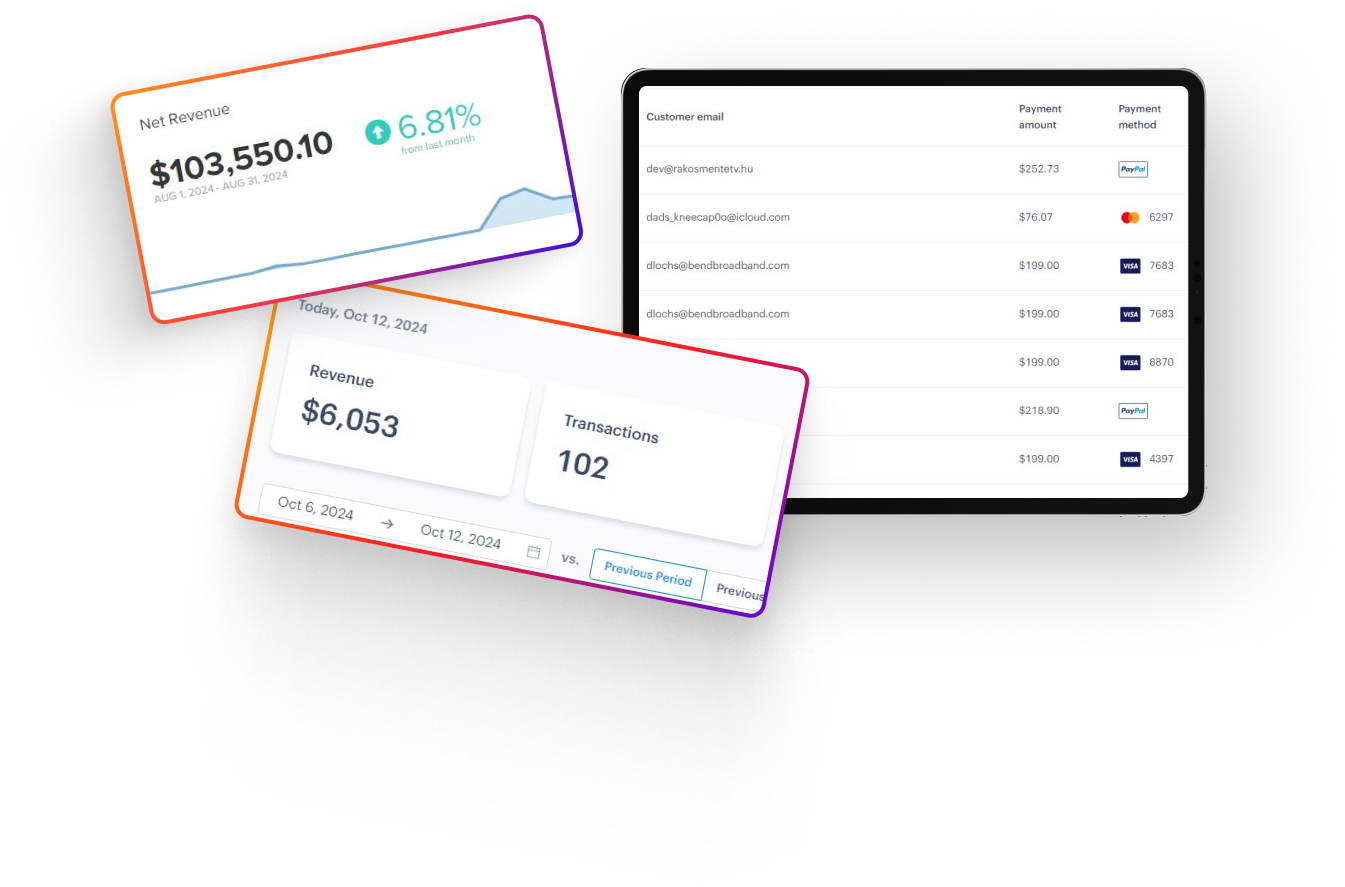 Net Revenue
$103,550.10
AUG 1, 2024 - AUG 31, 2024
6.81%
from last month
Today, Oct 12, 2024
Revenue
$6,053
Transactions
102
Oct 6, 2024 → Oct 12, 2024
vs.
Previous Period
Previous
Customer email Payment amount Payment method
dev@rakosmentetv.hu $252.73 PayPal
dads_kneecap0o@icloud.com $76.07 6297
dlochs@bendbroadband.com $199.00 VISA 7683
dlochs@bendbroadband.com $199.00 VISA 7683
$199.00 VISA 8870
$218.90 PayPal
$199.00 VISA 4397